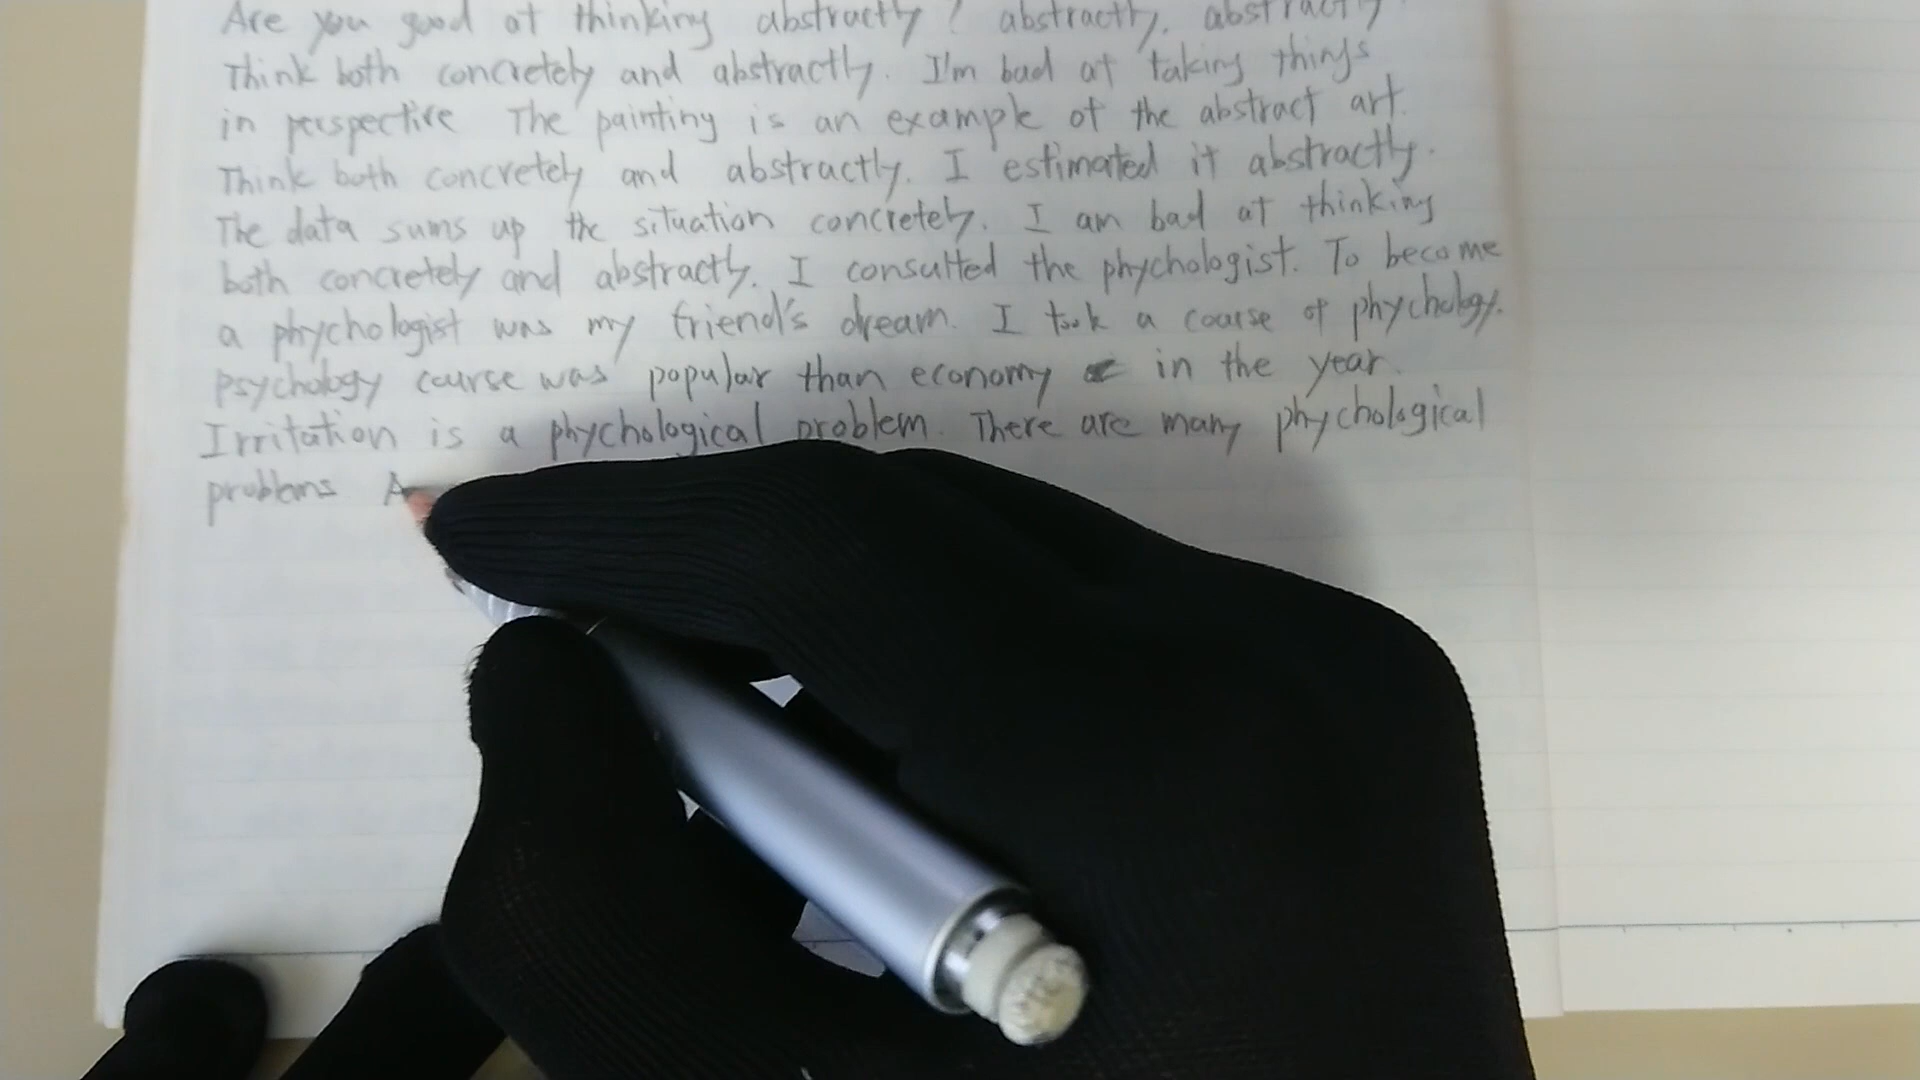 Are you good at thinking abstractly? abstractly, abstractly
Think both concretely and abstractly. I'm bad at taking things
in perspective The painting is an example of the abstract art.
Think both concretely and abstractly. I estimated it abstractly.
The data sums up the situation concretely. I am bad at thinking
both concretely and abstractly. I consulted the phychologist. To become
a phychologist was my friend's dream. I took a coarse of phychology.
psychology course was popular than economy in the year.
Irritation is a phychological problem. There are many phychological
problems A